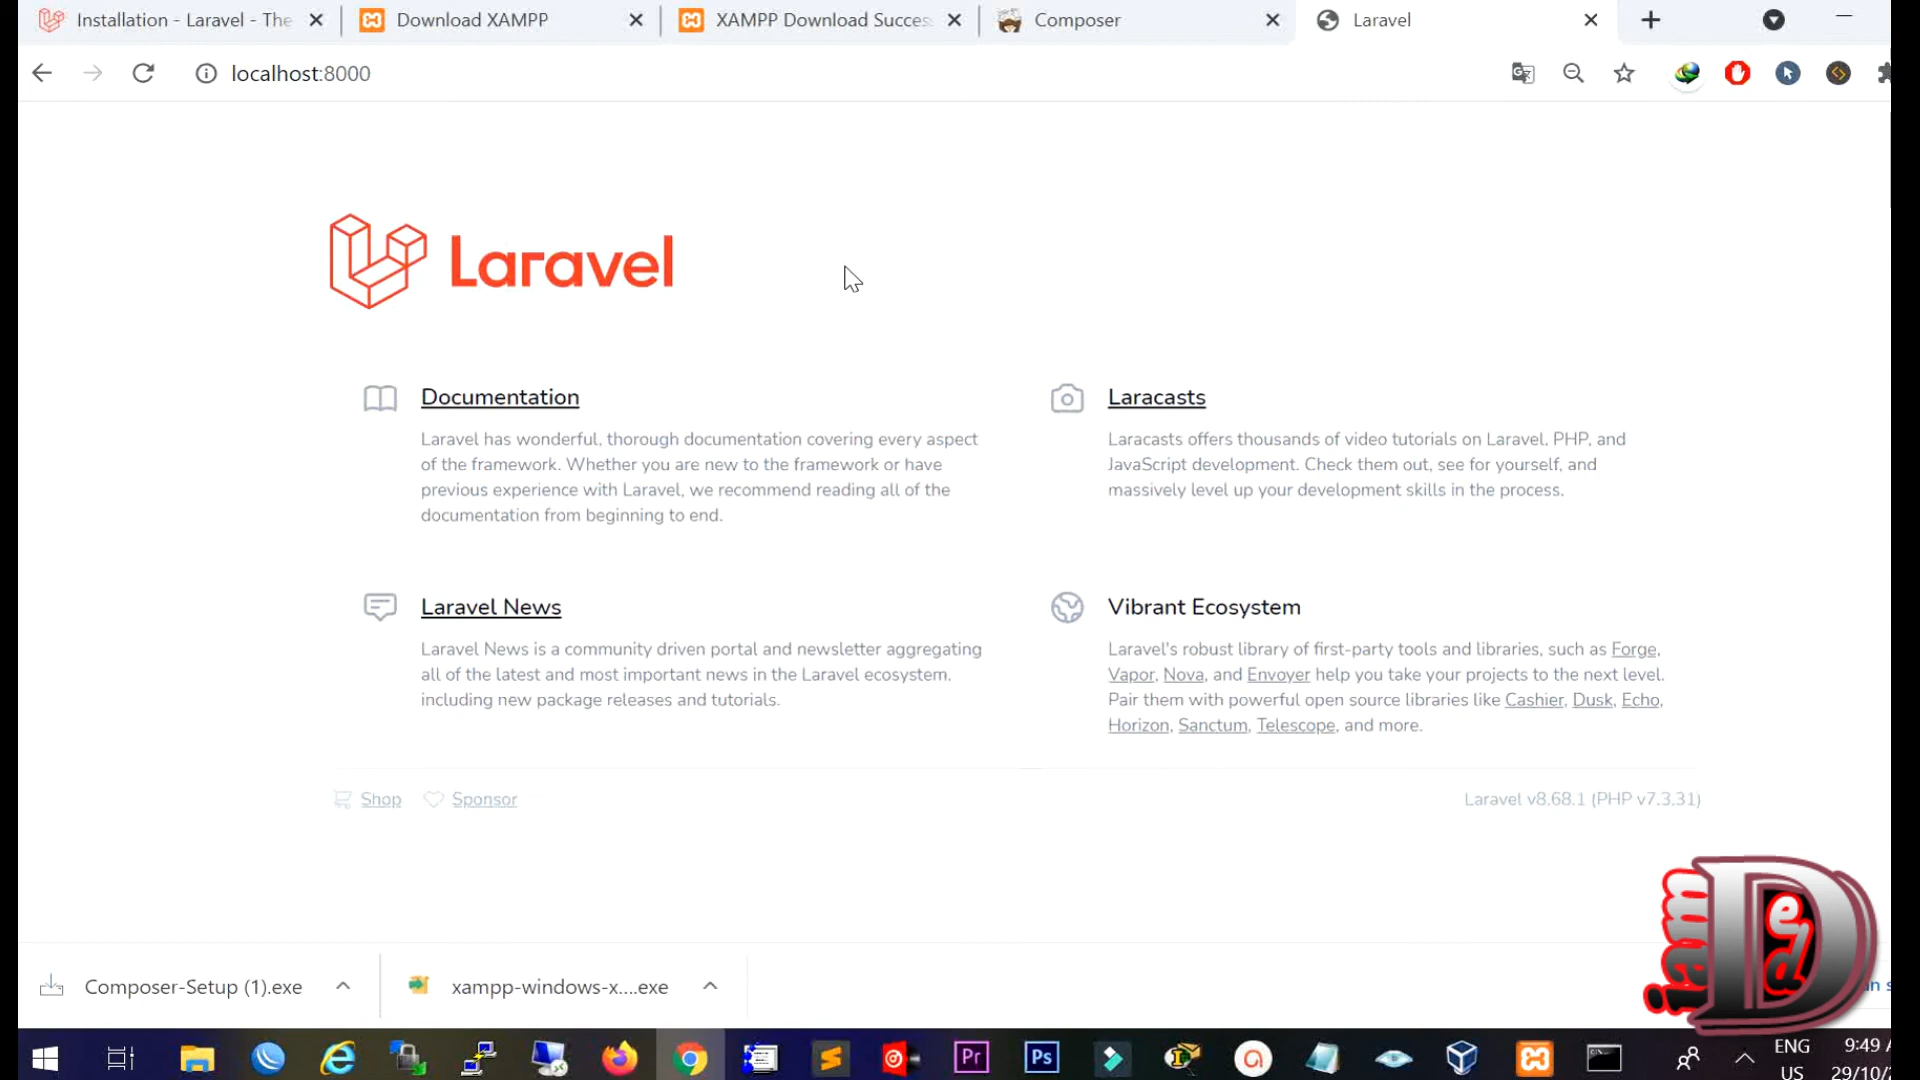 Installation - Laravel - The
Download XAMPP
XAMPP Download Succes
Composer
Laravel
localhost:8000
Laravel
Documentation
Laravel has wonderful, thorough documentation covering every aspect
of the framework. Whether you are new to the framework or have
previous experience with Laravel, we recommend reading all of the
documentation from beginning to end.
Laracasts
Laracasts offers thousands of video tutorials on Laravel, PHP, and
JavaScript development. Check them out, see for yourself, and
massively level up your development skills in the process.
Laravel News
Laravel News is a community driven portal and newsletter aggregating
all of the latest and most important news in the Laravel ecosystem,
including new package releases and tutorials.
Vibrant Ecosystem
Laravel's robust library of first-party tools and libraries, such as Forge,
Vapor, Nova, and Envoyer help you take your projects to the next level.
Pair them with powerful open source libraries like Cashier, Dusk, Echo,
Horizon, Sanctum, Telescope, and more.
Shop
Sponsor
Laravel v8.68.1 (PHP v7.3.31)
Composer-Setup (1).exe
xampp-windows-x....exe
Pr
Ps
ENG
US
9:49
29/10/2